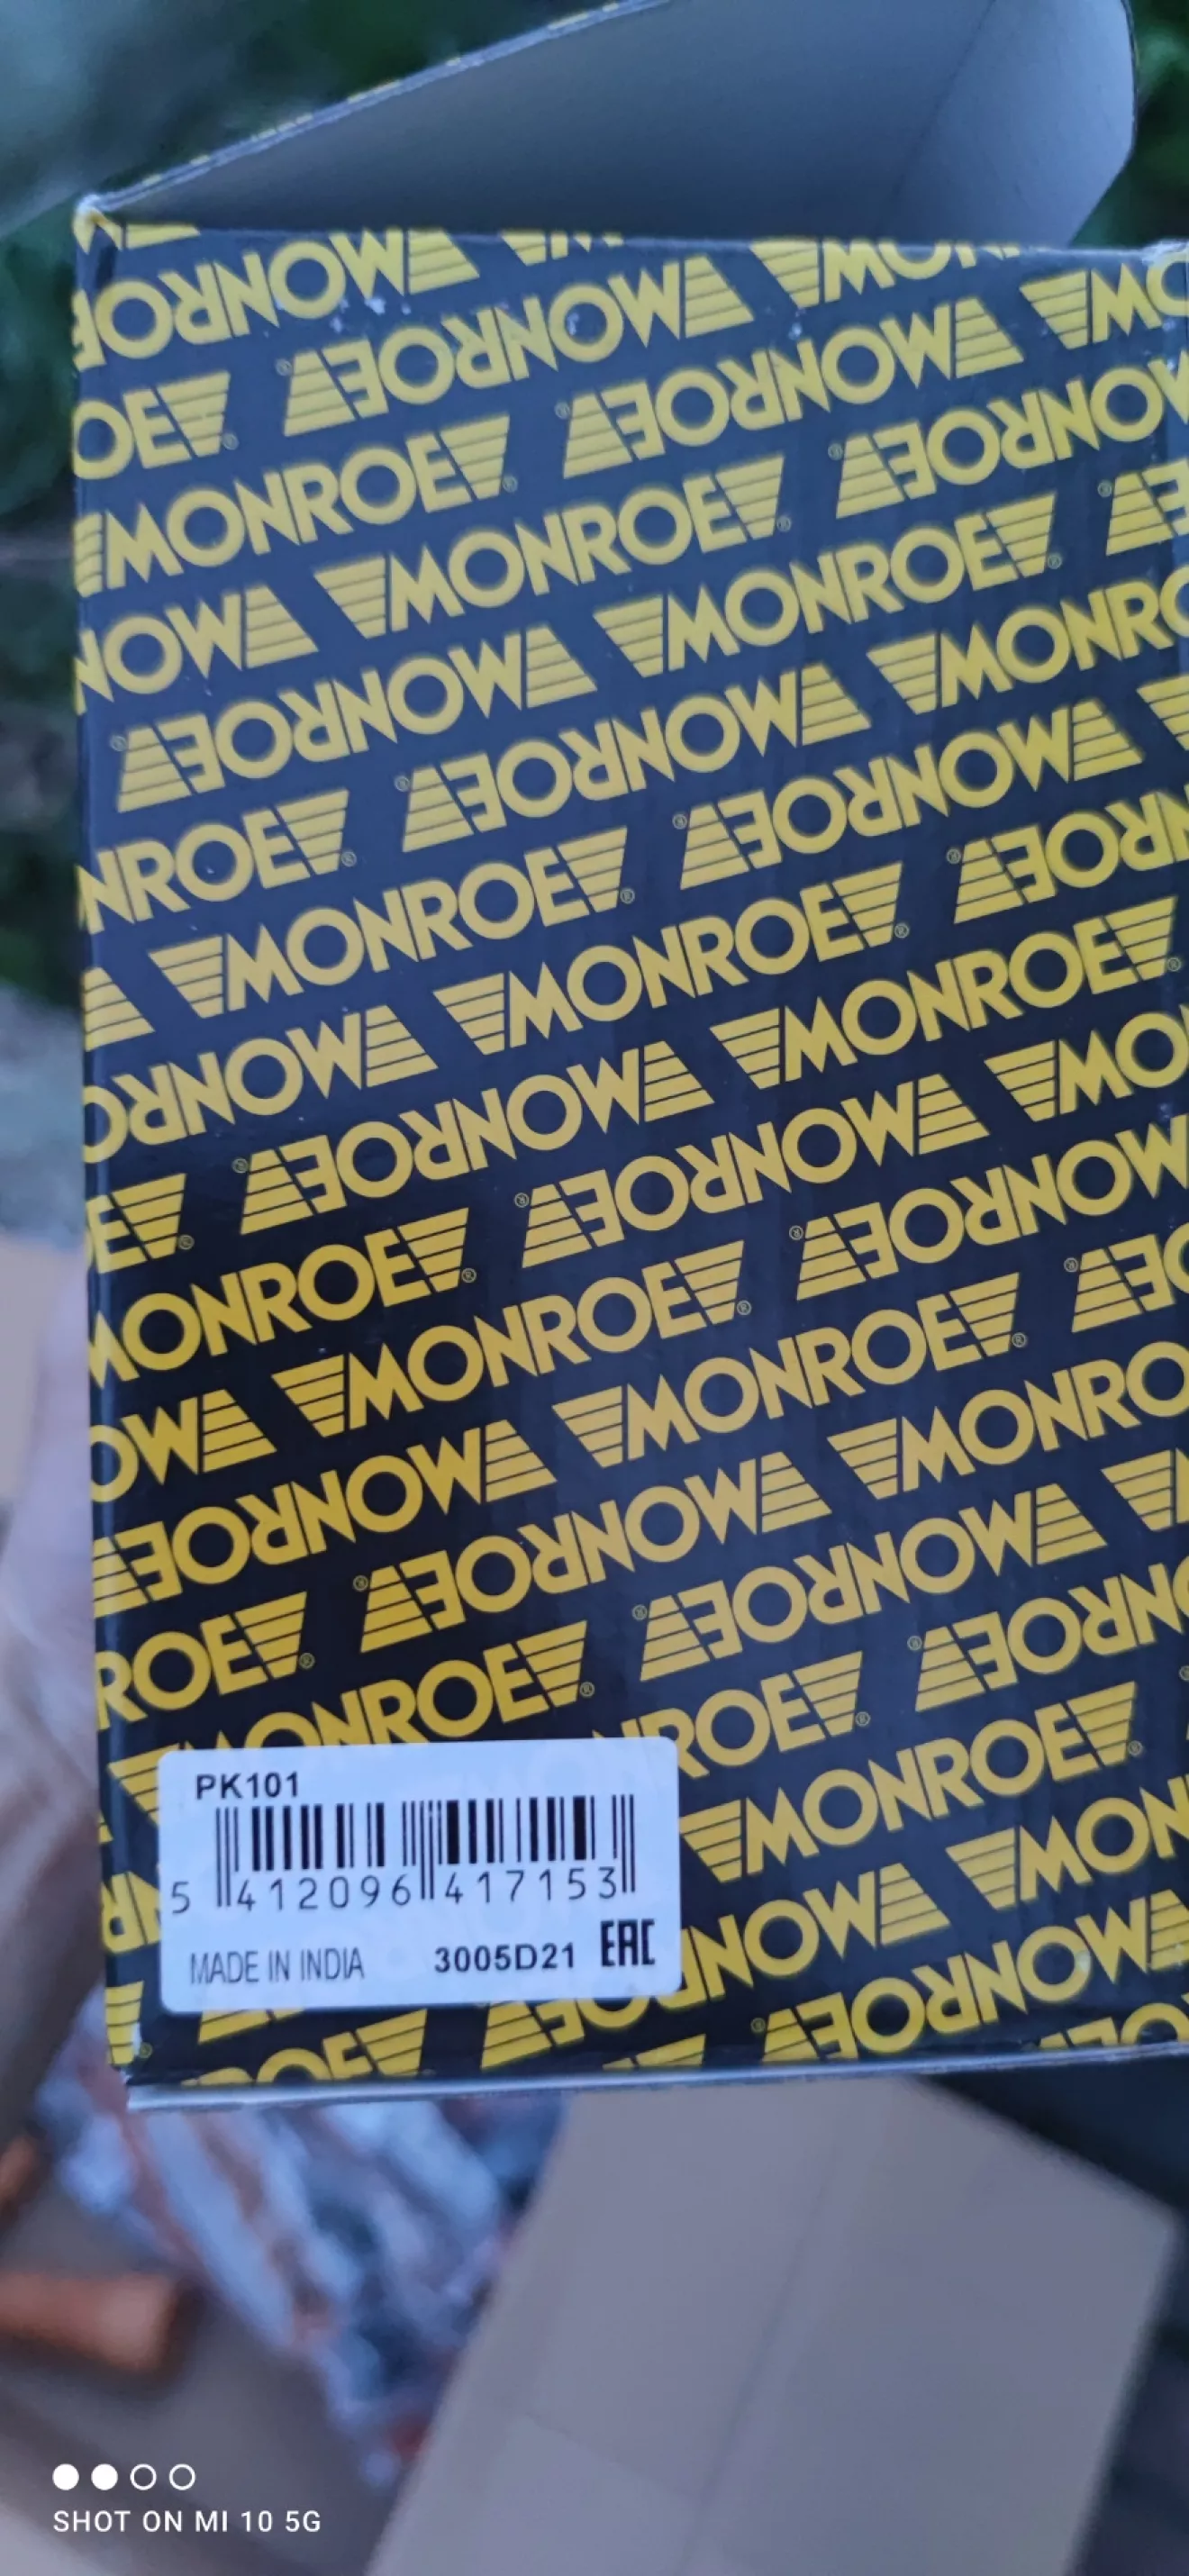 MONROE
PK101
5 412096 417153
MADE IN INDIA 3005D21 EAC
SHOT ON MI 10 5G